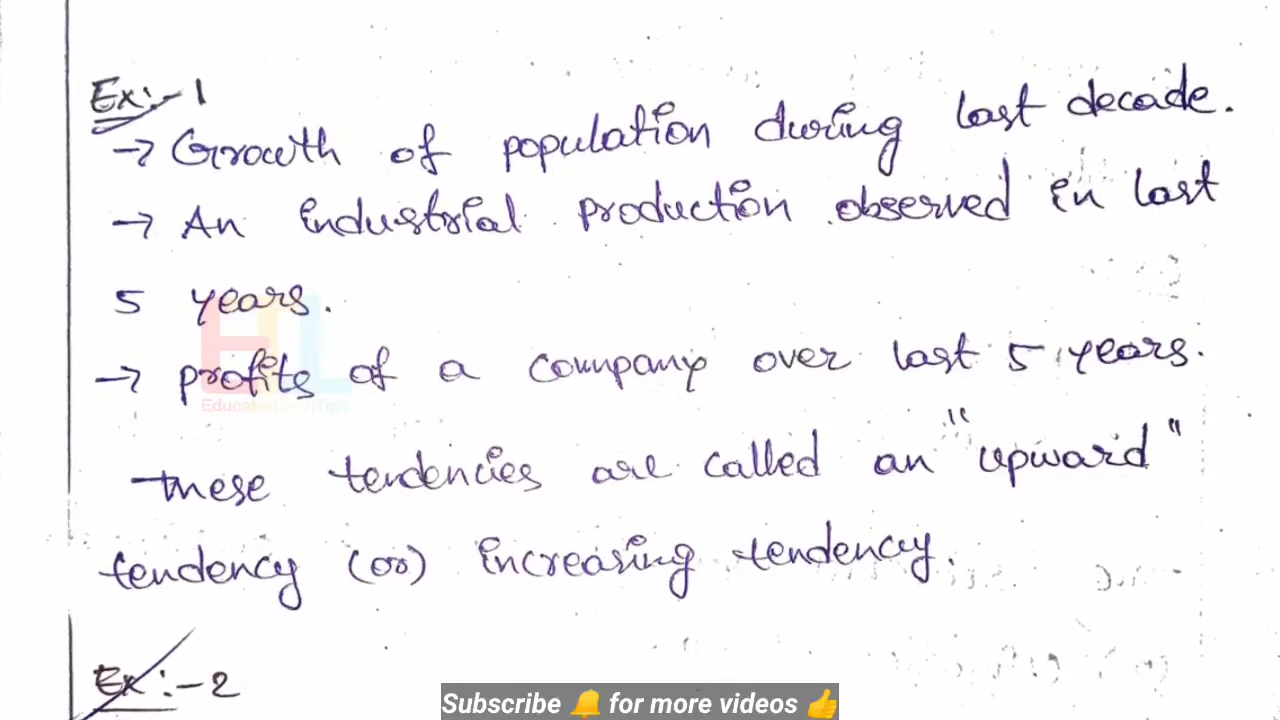 Ex:-1
→ Growth of population during last decade.
→ An industrial production observed in last
5 years.
→ profits of a company over last 5 years.
These tendencies are called an "upward"
tendency (or) increasing tendency.
Ex:-2
Subscribe 🔔 for more videos 👍